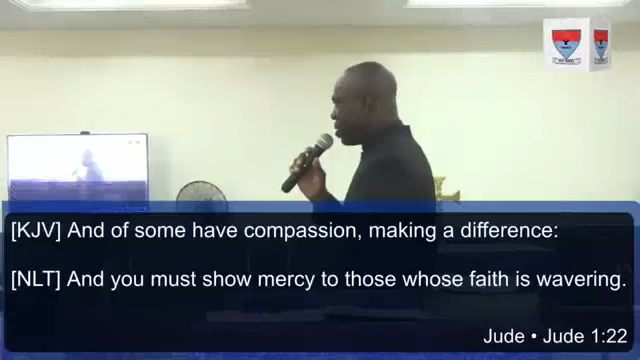 [KJV] And of some have compassion, making a difference:
[NLT] And you must show mercy to those whose faith is wavering.
Jude • Jude 1:22